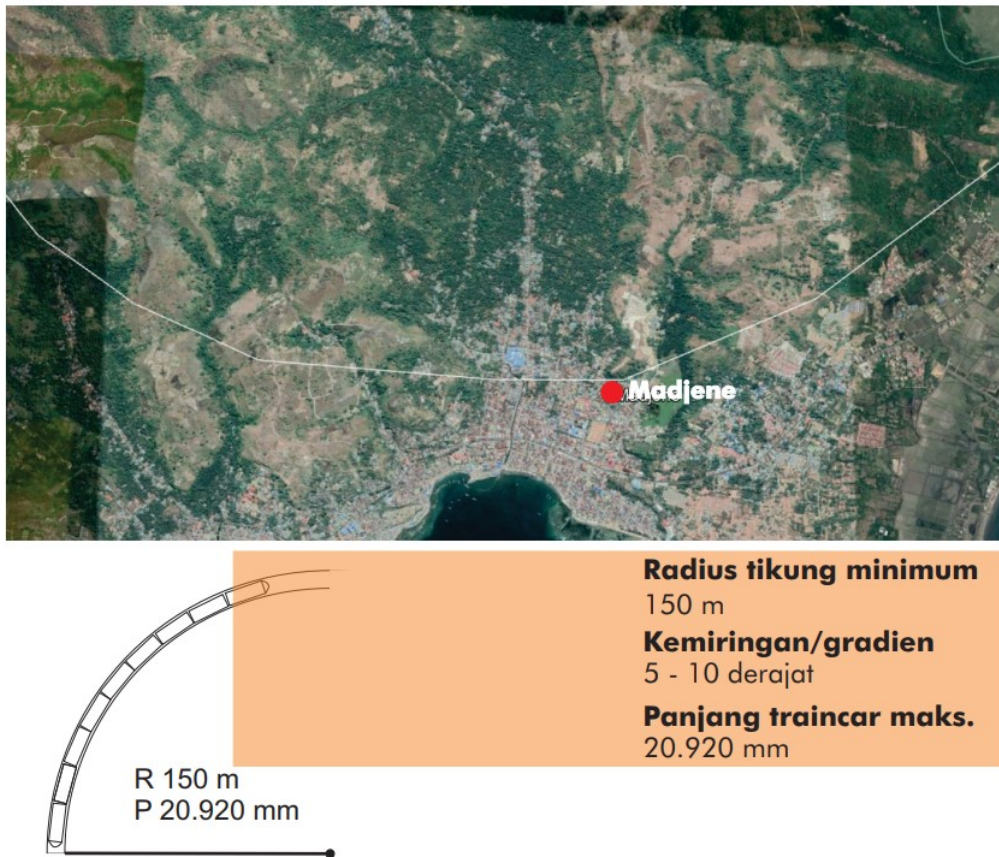 Madjene
Radius tikung minimum
150 m
Kemiringan/gradien
5 - 10 derajat
Panjang traincar maks.
20.920 mm
R 150 m
P 20.920 mm